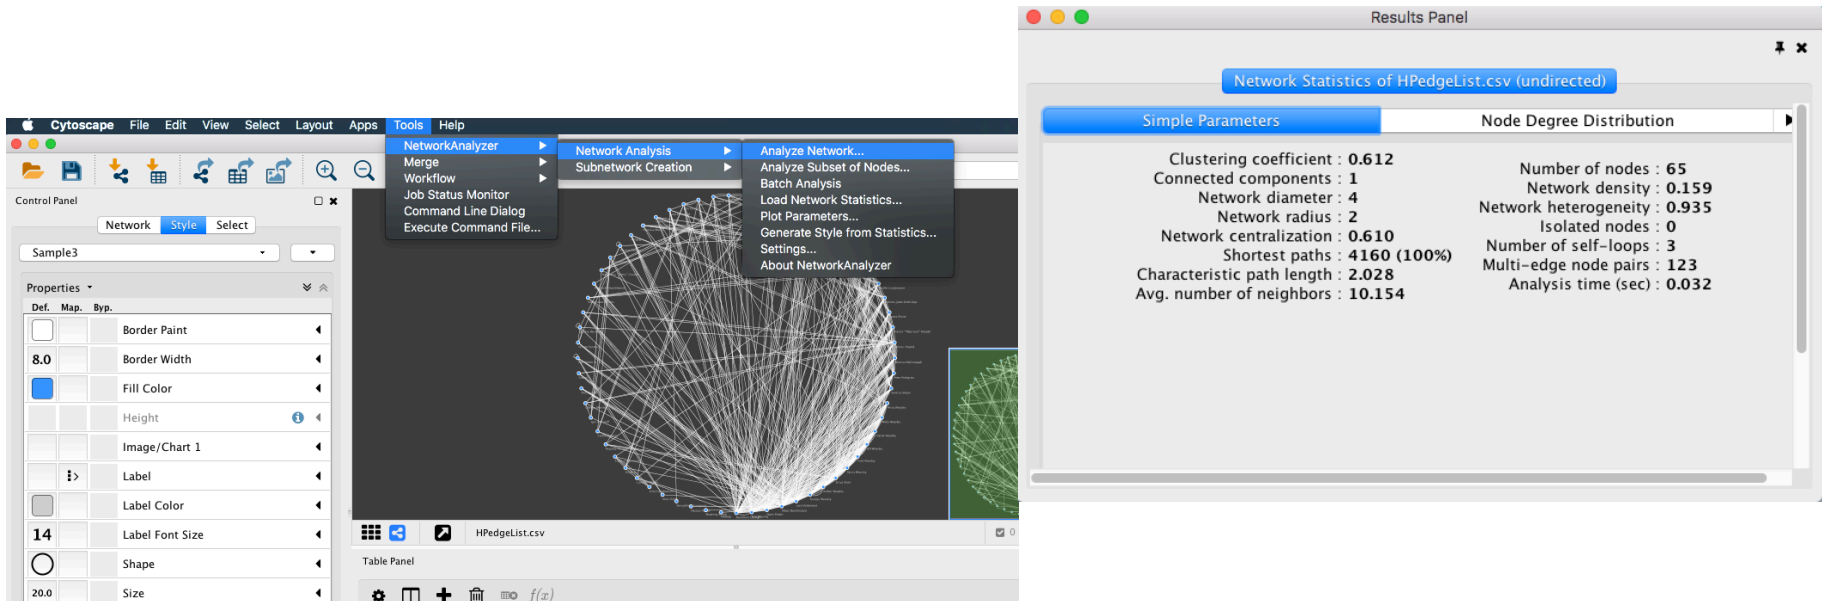 Cytoscape File Edit View Select Layout Apps Tools Help
NetworkAnalyzer
Merge
Workflow
Job Status Monitor
Command Line Dialog
Execute Command File...
Network Analysis
Subnetwork Creation
Analyze Network...
Analyze Subset of Nodes...
Batch Analysis
Load Network Statistics...
Plot Parameters...
Generate Style from Statistics...
Settings...
About NetworkAnalyzer
Control Panel
Network Style Select
Sample3
Properties
Def. Map. Byp.
Border Paint
8.0 Border Width
Fill Color
Height
Image/Chart 1
Label
Label Color
14 Label Font Size
Shape
20.0 Size
HPedgeList.csv
0
Table Panel
f(x)
Results Panel
Network Statistics of HPedgeList.csv (undirected)
Simple Parameters Node Degree Distribution
Clustering coefficient : 0.612
Connected components : 1
Network diameter : 4
Network radius : 2
Network centralization : 0.610
Shortest paths : 4160 (100%)
Characteristic path length : 2.028
Avg. number of neighbors : 10.154
Number of nodes : 65
Network density : 0.159
Network heterogeneity : 0.935
Isolated nodes : 0
Number of self-loops : 3
Multi-edge node pairs : 123
Analysis time (sec) : 0.032